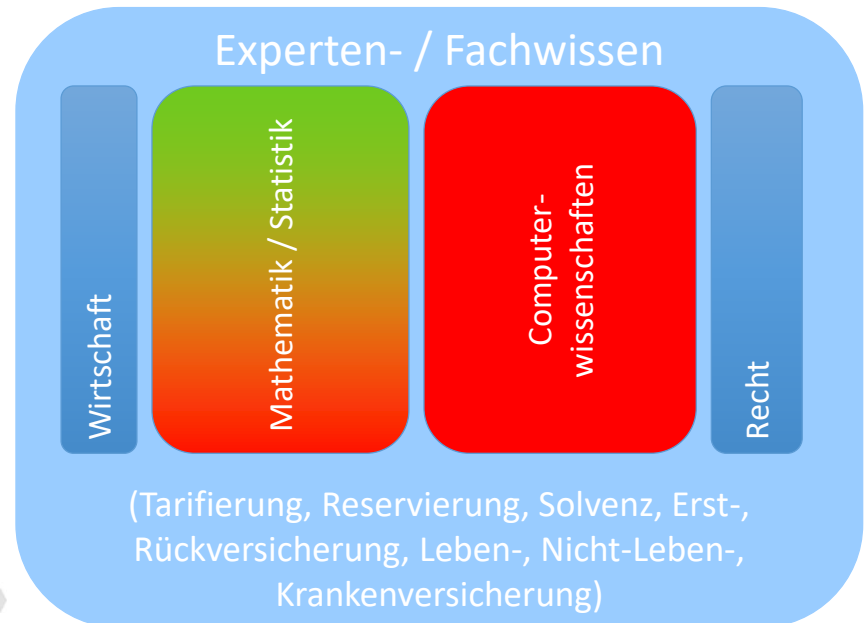 Experten- / Fachwissen
Wirtschaft
Mathematik / Statistik
Computer-
wissenschaften
Recht
(Tarifierung, Reservierung, Solvenz, Erst-,
Rückversicherung, Leben-, Nicht-Leben-,
Krankenversicherung)